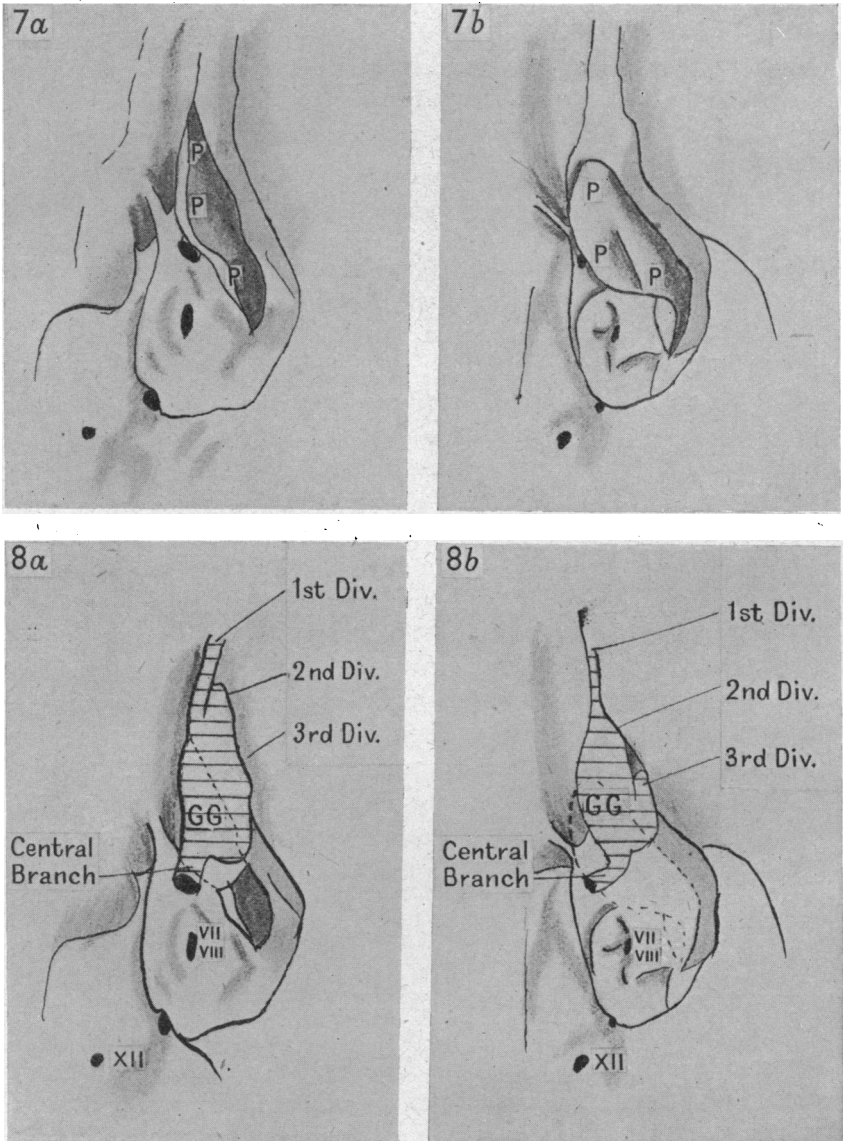 7a
P
P
P
7b
P
P
P
8a
1st Div.
2nd Div.
3rd Div.
GG
Central
Branch
VII
VIII
XII
8b
1st Div.
2nd Div.
3rd Div.
GG
Central
Branch
VII
VIII
XII